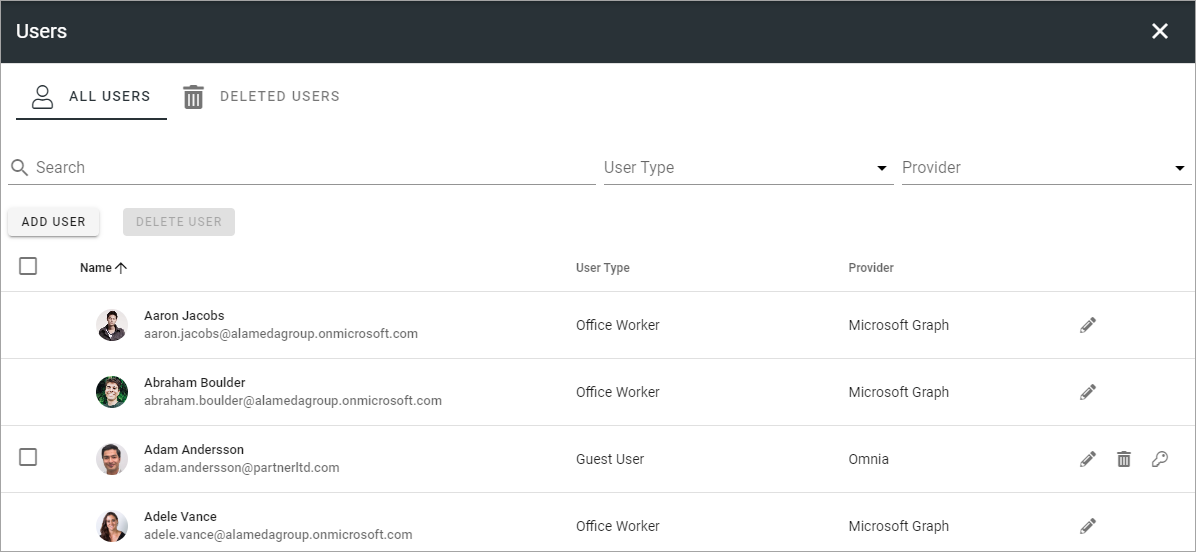 Users
ALL USERS DELETED USERS
Search User Type Provider
ADD USER DELETE USER
Name User Type Provider
Aaron Jacobs
aaron.jacobs@alamedagroup.onmicrosoft.com
Office Worker Microsoft Graph
Abraham Boulder
abraham.boulder@alamedagroup.onmicrosoft.com
Office Worker Microsoft Graph
Adam Andersson
adam.andersson@partnerltd.com
Guest User Omnia
Adele Vance
adele.vance@alamedagroup.onmicrosoft.com
Office Worker Microsoft Graph